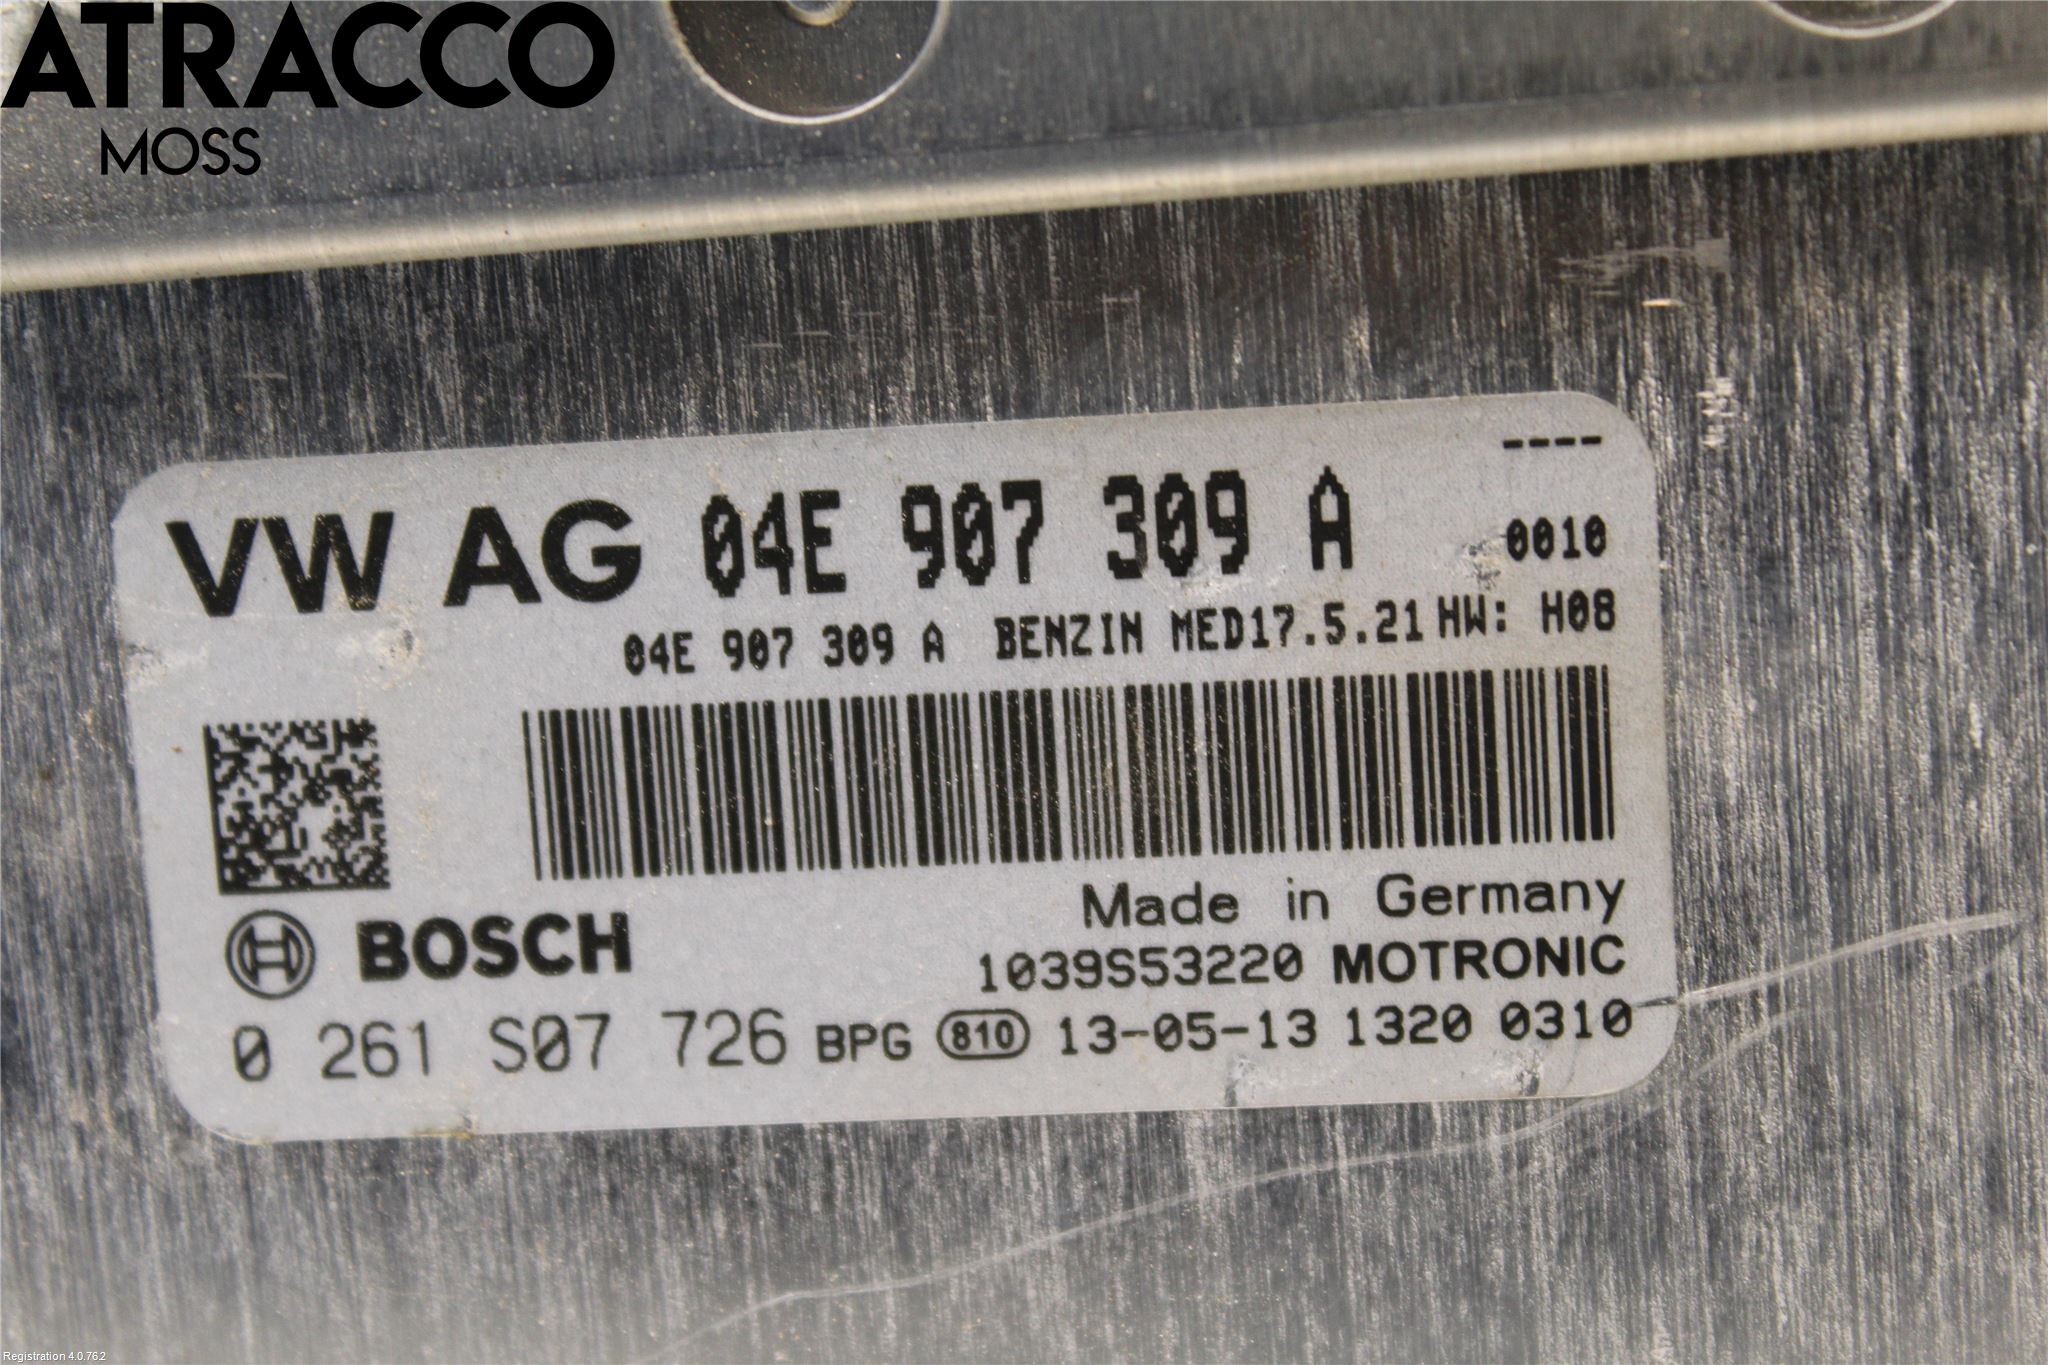 ATRACCO
MOSS
----
VW AG 04E 907 309 A 0010
04E 907 309 A BENZIN MED17.5.21 HW: H08
Made in Germany
BOSCH 1039S53220 MOTRONIC
0 261 S07 726 BPG 810 13-05-13 1320 0310
Registration 4.0.762